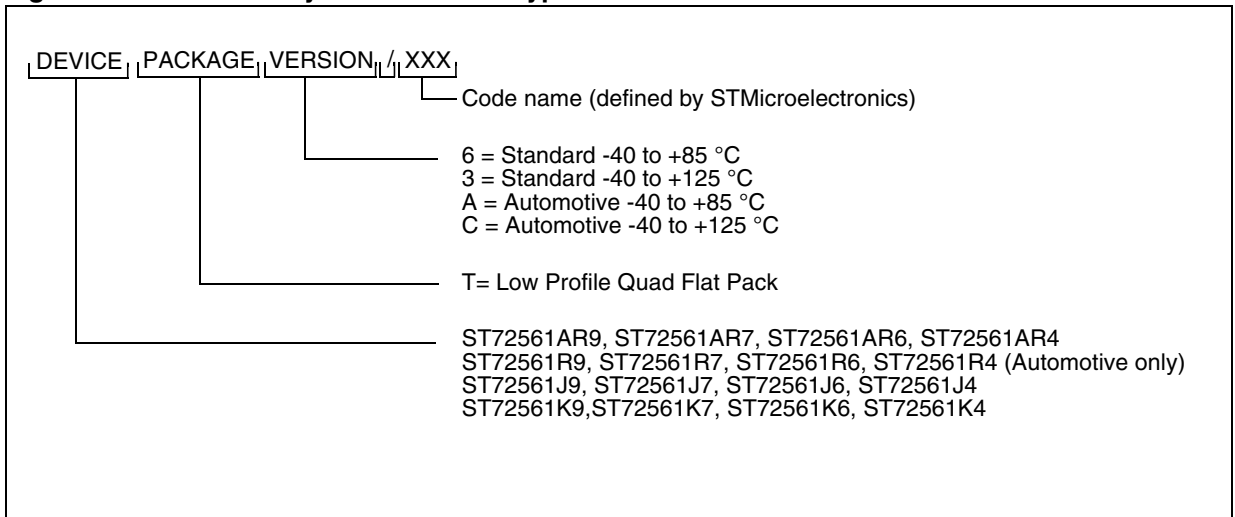 DEVICE PACKAGE VERSION / XXX
Code name (defined by STMicroelectronics)
6 = Standard -40 to +85 °C
3 = Standard -40 to +125 °C
A = Automotive -40 to +85 °C
C = Automotive -40 to +125 °C
T= Low Profile Quad Flat Pack
ST72561AR9, ST72561AR7, ST72561AR6, ST72561AR4
ST72561R9, ST72561R7, ST72561R6, ST72561R4 (Automotive only)
ST72561J9, ST72561J7, ST72561J6, ST72561J4
ST72561K9,ST72561K7, ST72561K6, ST72561K4